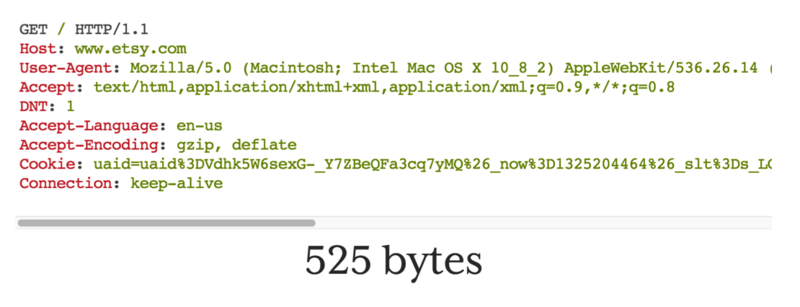 GET / HTTP/1.1
Host: www.etsy.com
User-Agent: Mozilla/5.0 (Macintosh; Intel Mac OS X 10_8_2) AppleWebKit/536.26.14 (
Accept: text/html,application/xhtml+xml,application/xml;q=0.9,*/*;q=0.8
DNT: 1
Accept-Language: en-us
Accept-Encoding: gzip, deflate
Cookie: uaid=uaid%3DVdhk5W6sexG-_Y7ZBeQFa3cq7yMQ%26_now%3D1325204464%26_slt%3Ds_LC
Connection: keep-alive
525 bytes